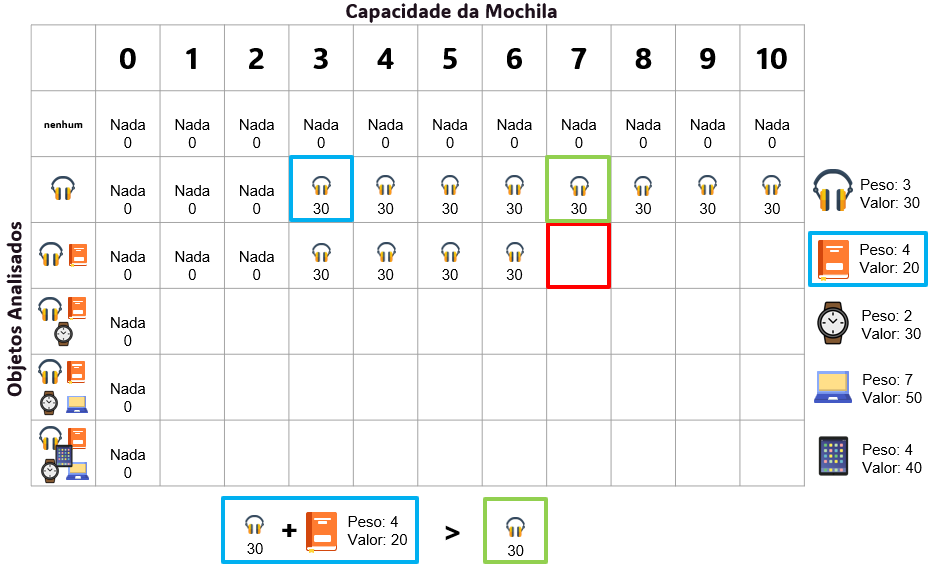 Capacidade da Mochila
0 1 2 3 4 5 6 7 8 9 10
nenhum Nada Nada Nada Nada Nada Nada Nada Nada Nada Nada Nada
0 0 0 0 0 0 0 0 0 0 0
Nada Nada Nada
0 0 0 30 30 30 30 30 30 30 30
Peso: 3
Valor: 30
Objetos Analisados
Nada Nada Nada
0 0 0 30 30 30 30
Peso: 4
Valor: 20
Nada
0
Peso: 2
Valor: 30
Nada
0
Peso: 7
Valor: 50
Nada
0
Peso: 4
Valor: 40
30 + Peso: 4
Valor: 20
>
30